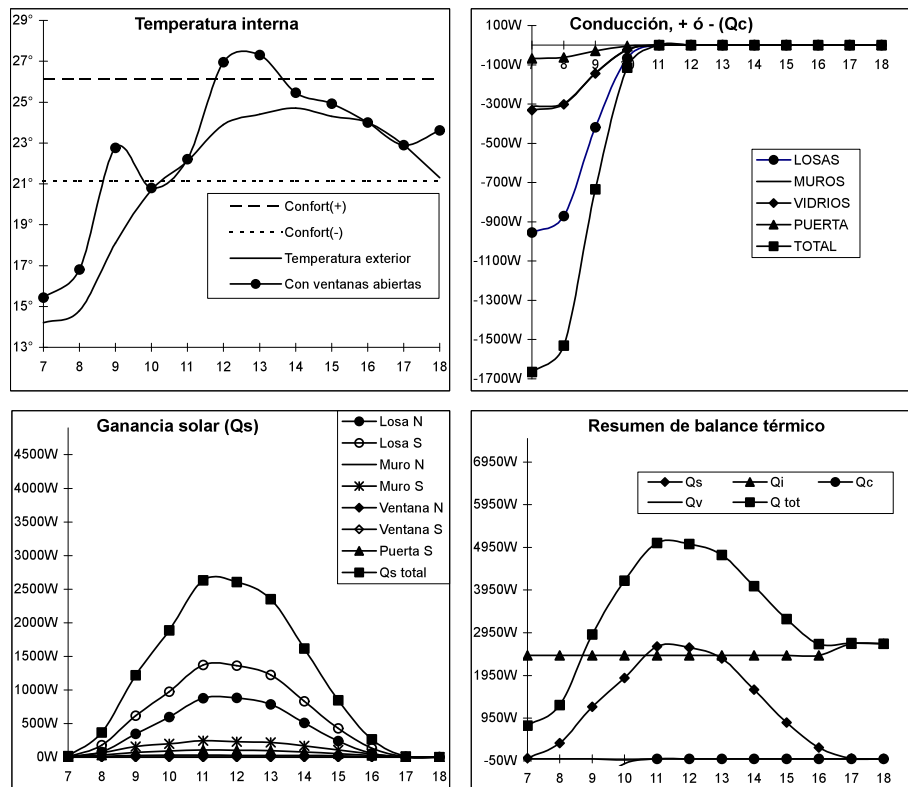 Temperatura interna
29°
27°
25°
23°
21°
19°
17°
15°
13°
7 8 9 10 11 12 13 14 15 16 17 18
Confort(+)
Confort(-)
Temperatura exterior
Con ventanas abiertas
Conducción, + ó - (Qc)
100W
-100W
-300W
-500W
-700W
-900W
-1100W
-1300W
-1500W
-1700W
7 8 9 10 11 12 13 14 15 16 17 18
LOSAS
MUROS
VIDRIOS
PUERTA
TOTAL
Ganancia solar (Qs)
4500W
4000W
3500W
3000W
2500W
2000W
1500W
1000W
500W
0W
7 8 9 10 11 12 13 14 15 16 17 18
Losa N
Losa S
Muro N
Muro S
Ventana N
Ventana S
Puerta S
Qs total
Resumen de balance térmico
6950W
5950W
4950W
3950W
2950W
1950W
950W
-50W
7 8 9 10 11 12 13 14 15 16 17 18
Qs Qi Qc
Qv Q tot